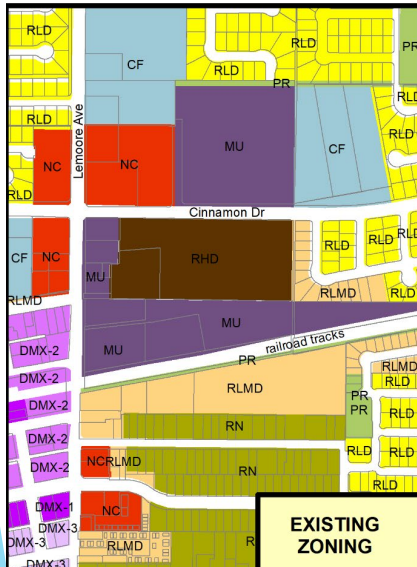 RLD
CF
RLD
PR
PR
RLD
RLD
NC
NC
MU
CF
RLD
RLD
Lemoore Ave
Cinnamon Dr
CF
NC
MU
RHD
RLD
RLD
RLD
RLMD
RLMD
RLD
MU
MU
railroad tracks
DMX-2
PR
RLMD
RLMD
RLD
DMX-2
PR
PR
RLD
DMX-2
RN
DMX-2
RLD
RLD
DMX-2
NC
RLMD
RN
RLD
DMX-1
NC
DMX-3
DMX-3
RLMD
DMX-3
EXISTING
ZONING